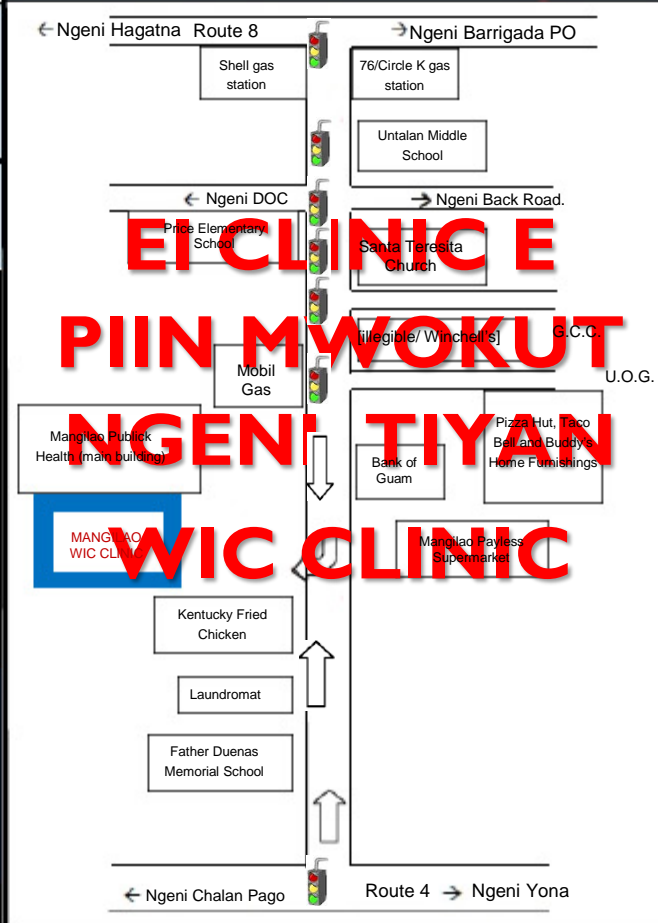 ←Ngeni Hagatna Route 8 →Ngeni Barrigada PO
Shell gas
station
76/Circle K gas
station
Untalan Middle
School
← Ngeni DOC → Ngeni Back Road.
Price Elementary
School
Santa Teresita
Church
EI CLINIC E
PIIN MWOKUT
NGENI TIYAN
WIC CLINIC
[illegible/ Winchell's]
G.C.C.
U.O.G.
Mobil
Gas
Mangilao Publick
Health (main building)
Pizza Hut, Taco
Bell and Buddy's
Home Furnishings
Bank of
Guam
MANGILAO
WIC CLINIC
Mangilao Payless
Supermarket
Kentucky Fried
Chicken
Laundromat
Father Duenas
Memorial School
← Ngeni Chalan Pago Route 4 → Ngeni Yona